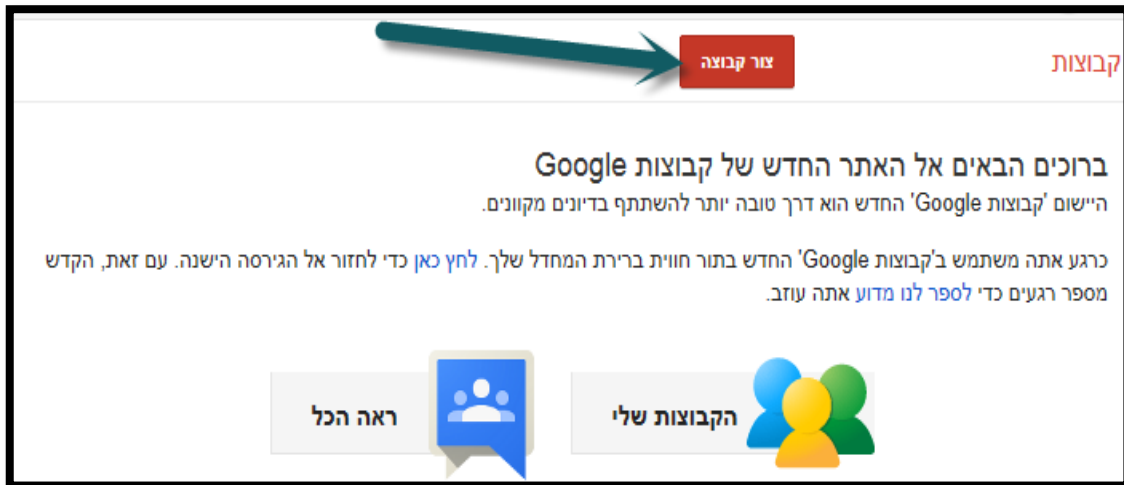 קבוצות
צור קבוצה
ברוכים הבאים אל האתר החדש של קבוצות Google
היישום 'קבוצות Google' החדש הוא דרך טובה יותר להשתתף בדיונים מקוונים.
כרגע אתה משתמש ב'קבוצות Google' החדש בתור חווית ברירת המחדל שלך. לחץ כאן כדי לחזור אל הגירסה הישנה. עם זאת, הקדש
מספר רגעים כדי לספר לנו מדוע אתה עוזב.
הקבוצות שלי
ראה הכל